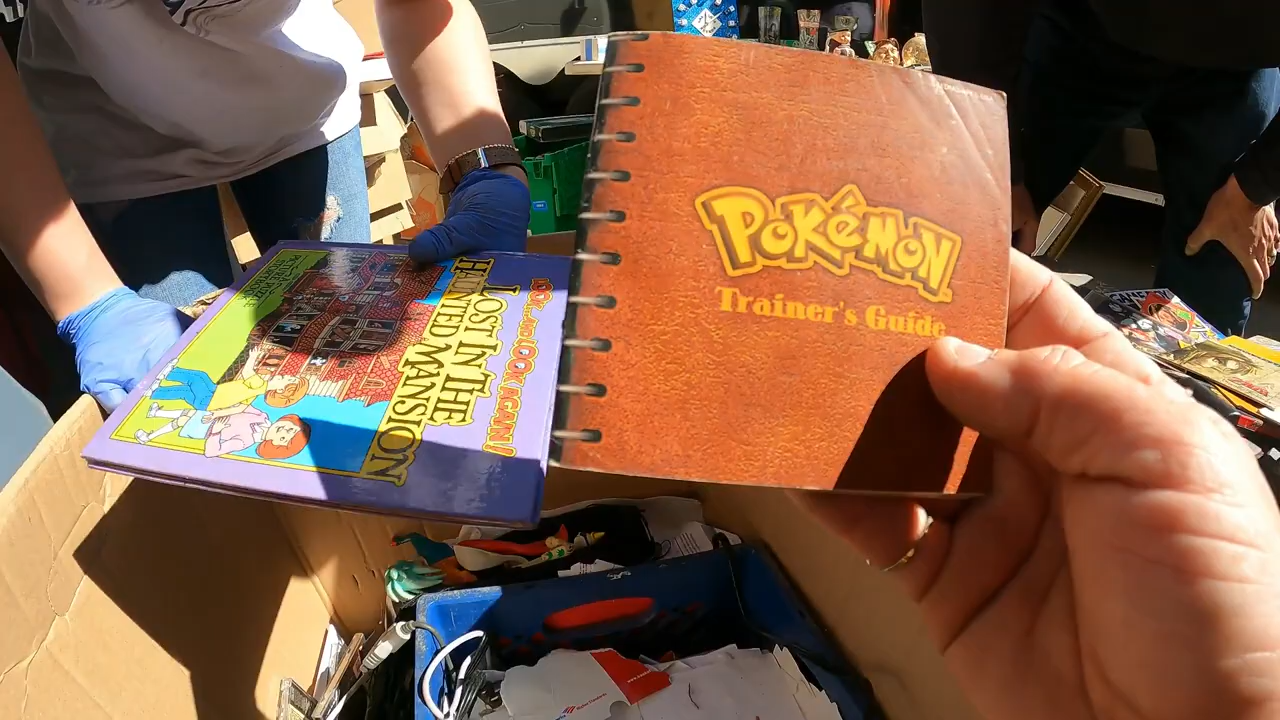 LOOK...AND LOOK AGAIN!
LOST IN THE
HAUNTED MANSION
POKéMON
Trainer's Guide